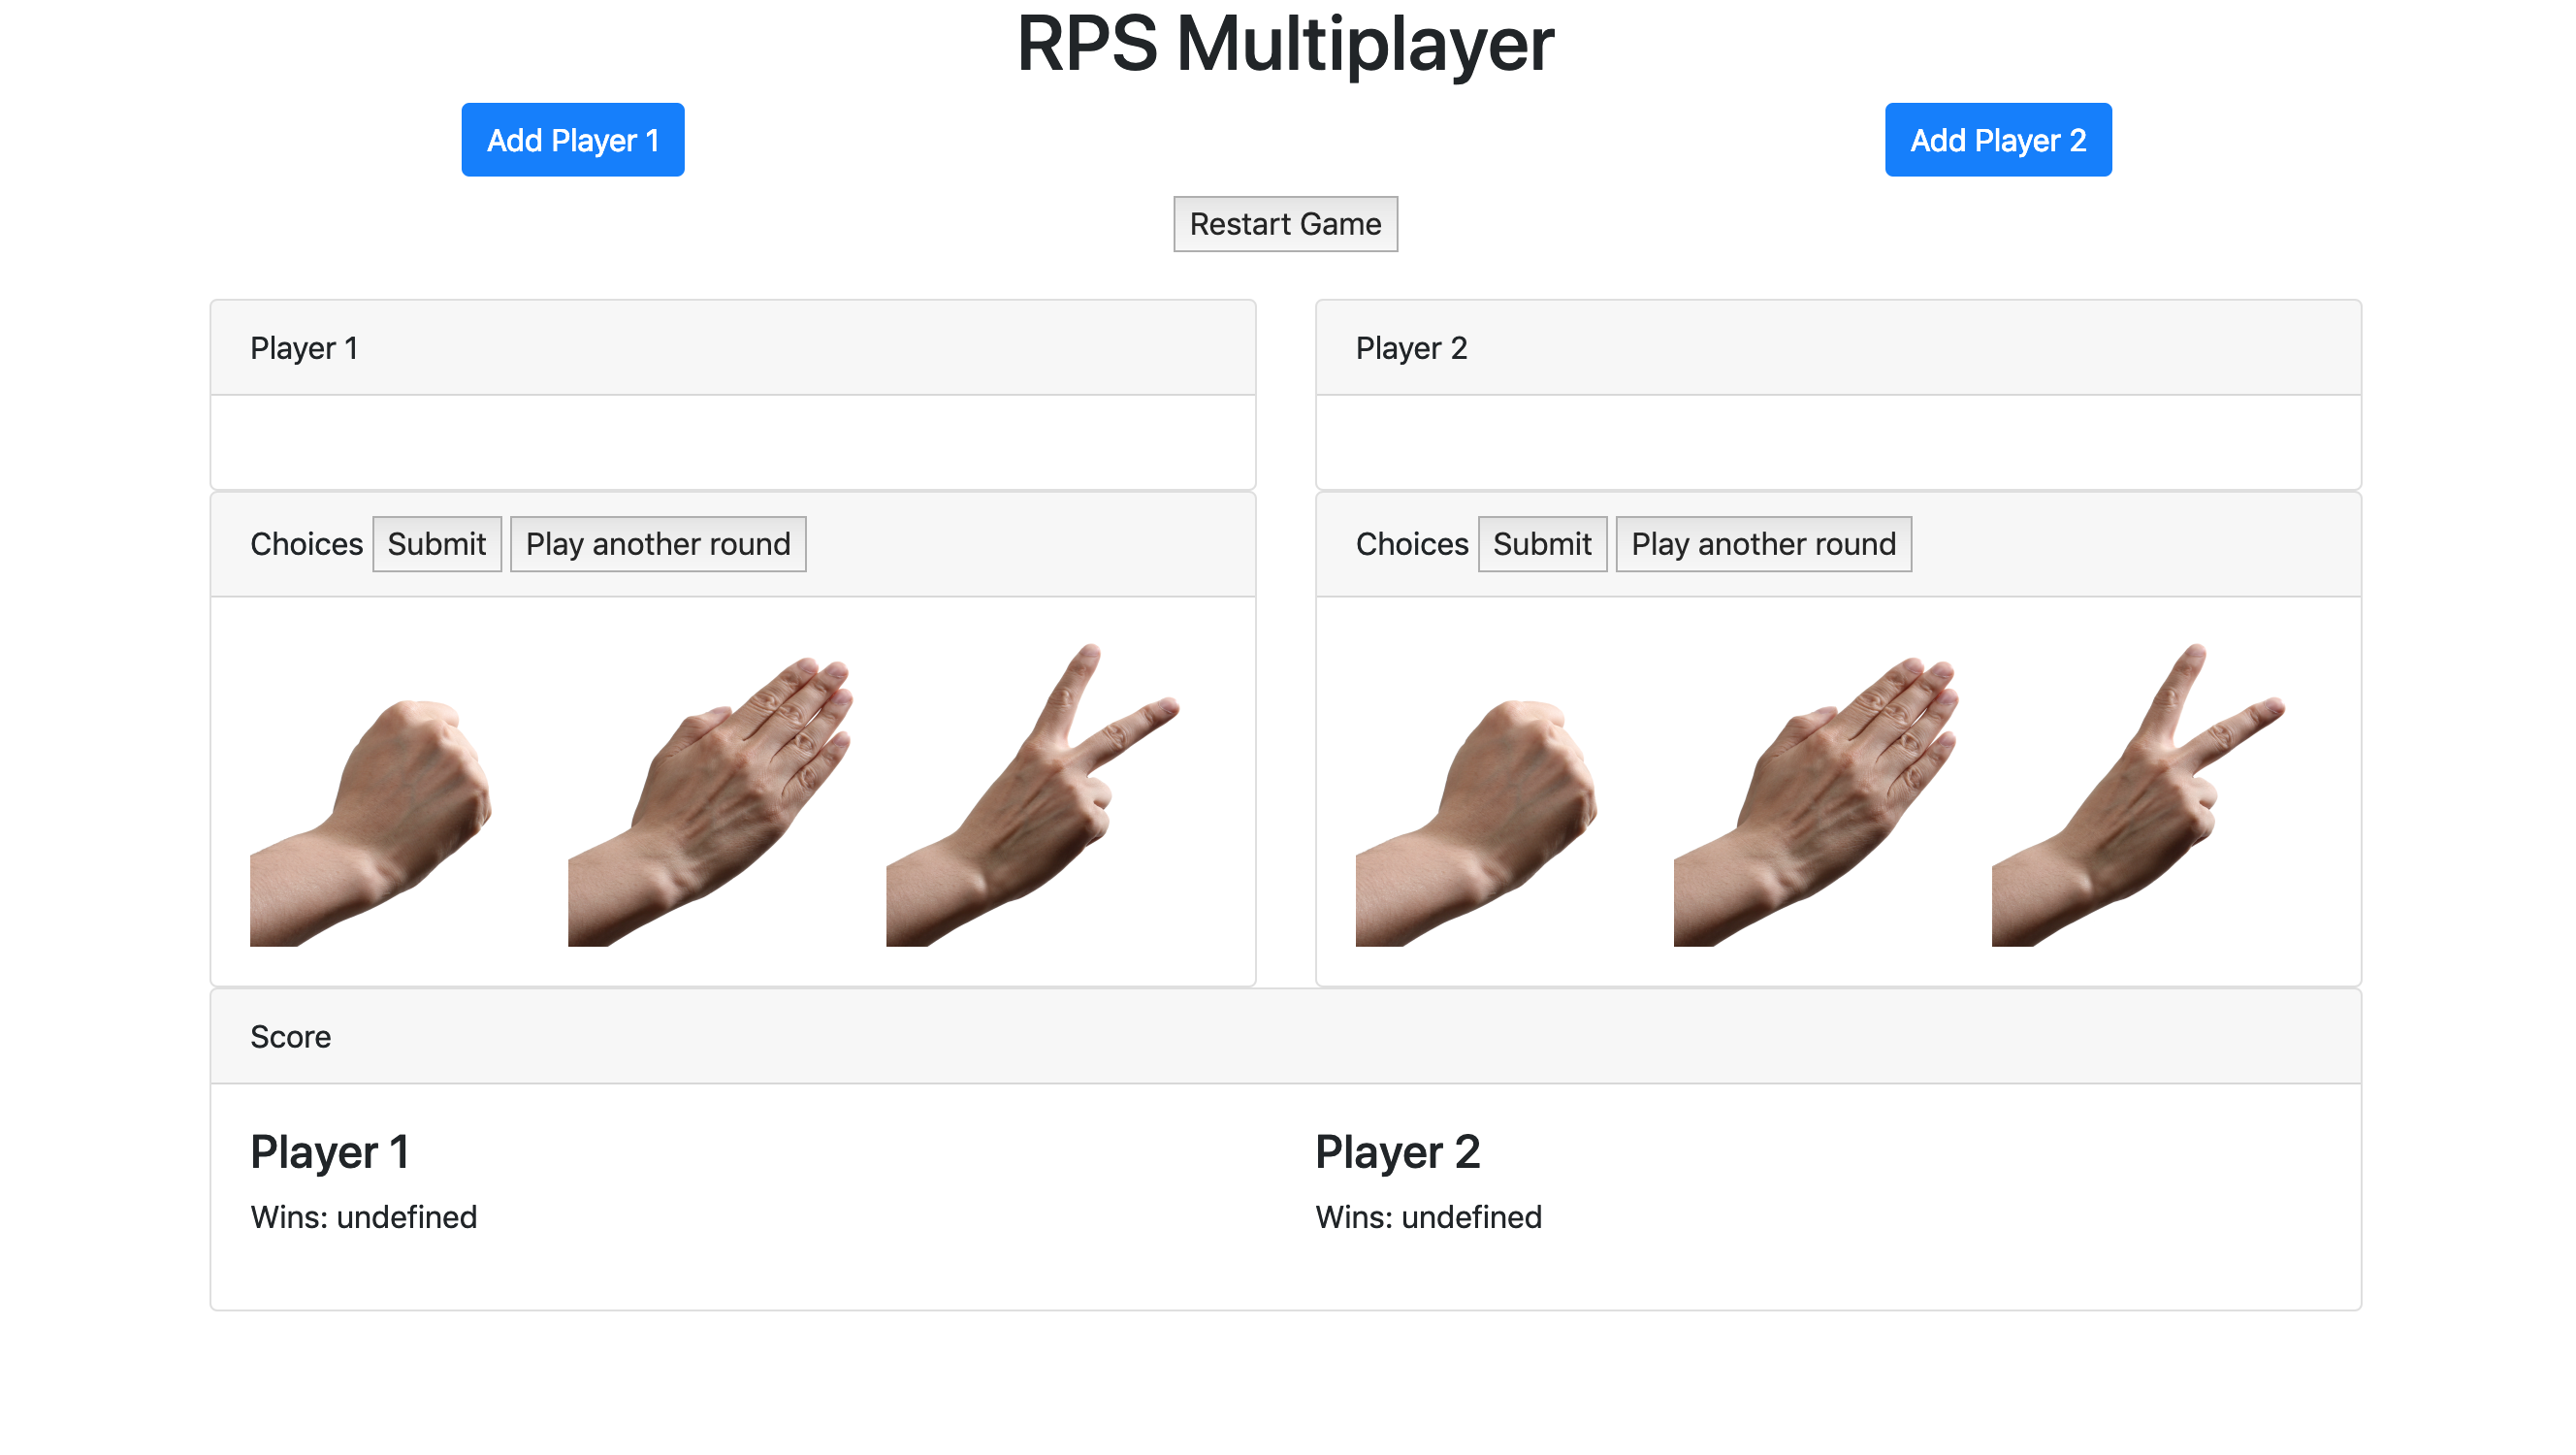 RPS Multiplayer
Add Player 1
Add Player 2
Restart Game
Player 1
Player 2
Choices Submit Play another round
Choices Submit Play another round
Score
Player 1
Wins: undefined
Player 2
Wins: undefined